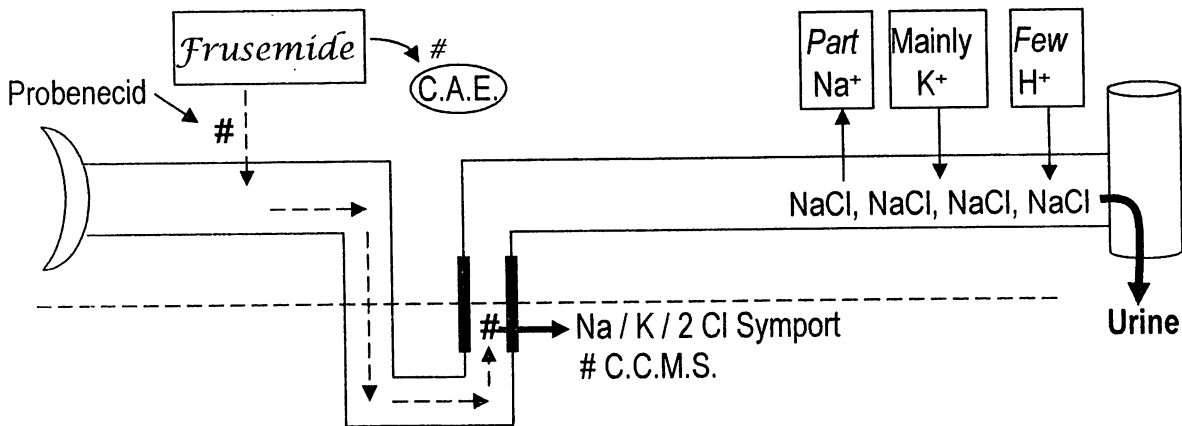 Frusemide
#
C.A.E.
Probenecid
#
Part
Na⁺
Mainly
K⁺
Few
H⁺
NaCl, NaCl, NaCl, NaCl
Urine
# Na / K / 2 Cl Symport
# C.C.M.S.